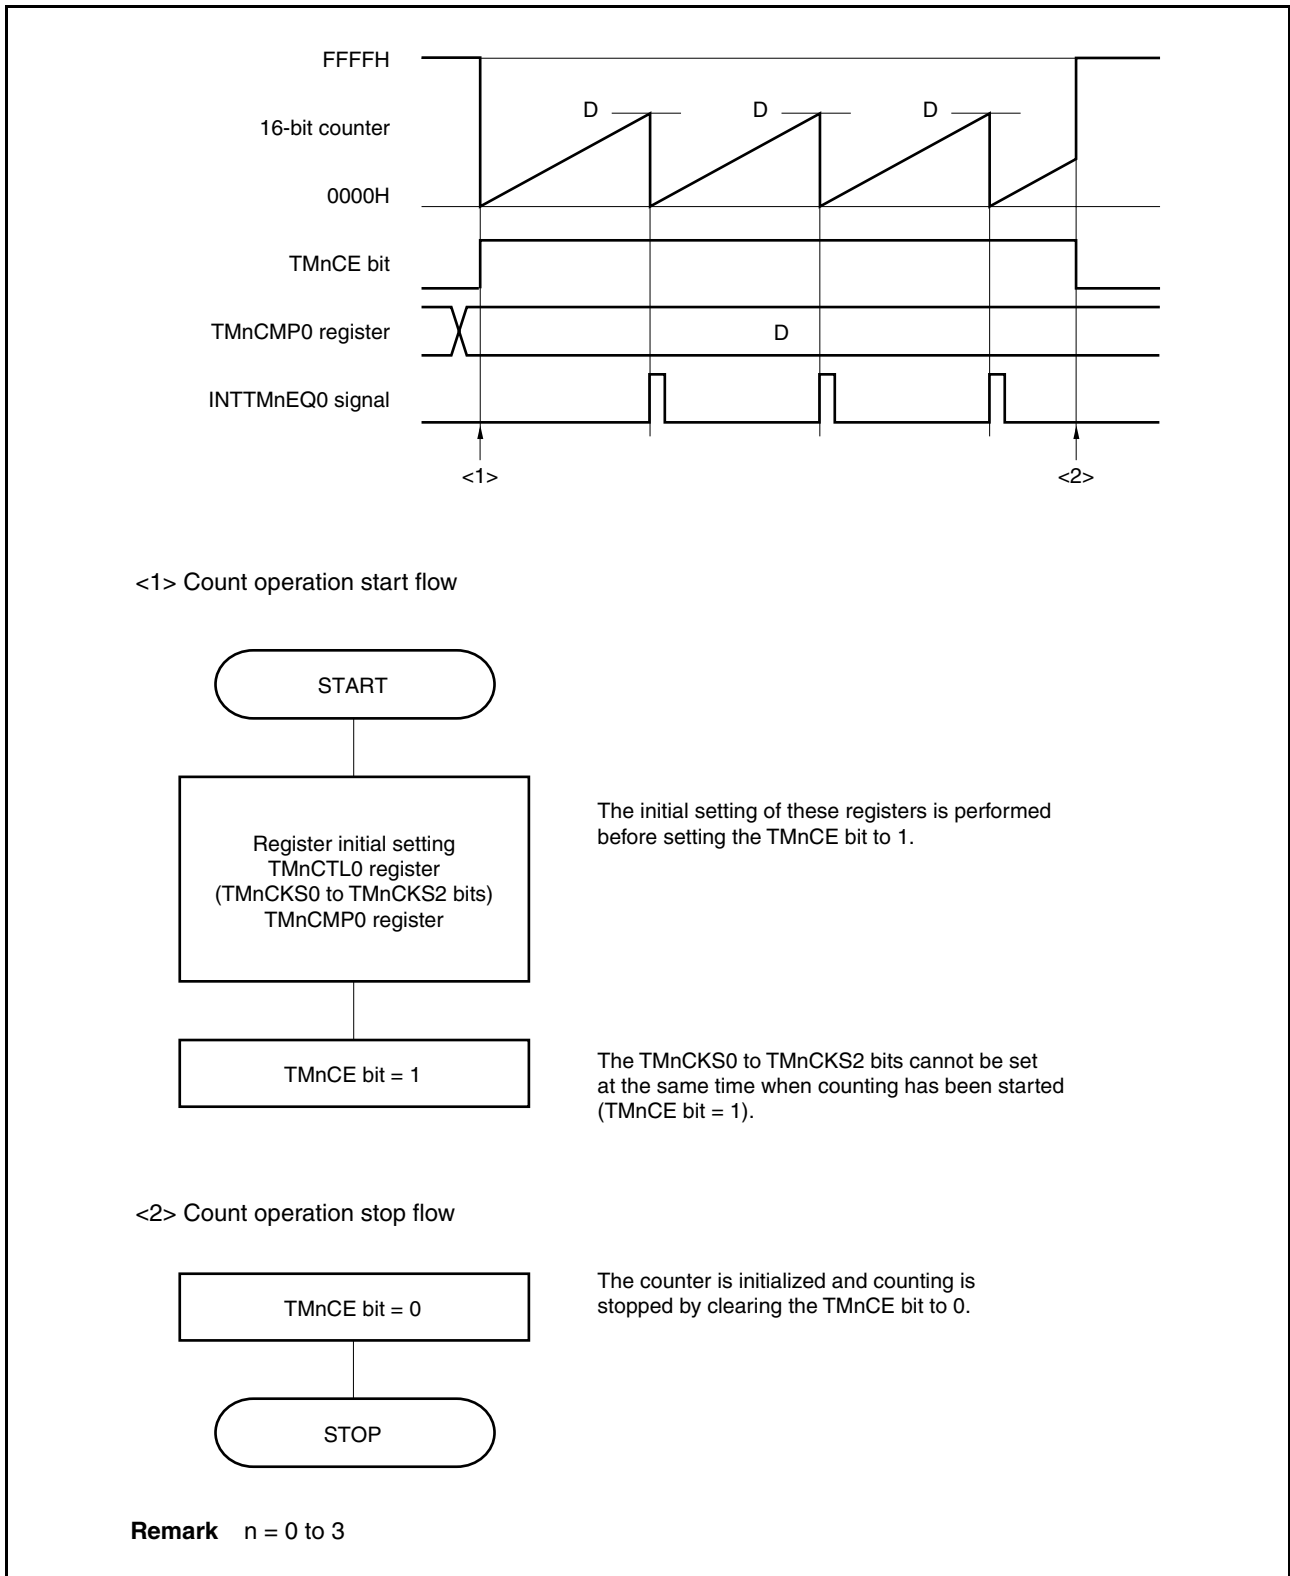 FFFFH
D D D
16-bit counter
0000H
TMnCE bit
TMnCMP0 register D
INTTMnEQ0 signal
<1> <2>
<1> Count operation start flow
START
Register initial setting
TMnCTL0 register
(TMnCKS0 to TMnCKS2 bits)
TMnCMP0 register
The initial setting of these registers is performed
before setting the TMnCE bit to 1.
TMnCE bit = 1
The TMnCKS0 to TMnCKS2 bits cannot be set
at the same time when counting has been started
(TMnCE bit = 1).
<2> Count operation stop flow
TMnCE bit = 0
The counter is initialized and counting is
stopped by clearing the TMnCE bit to 0.
STOP
Remark n = 0 to 3